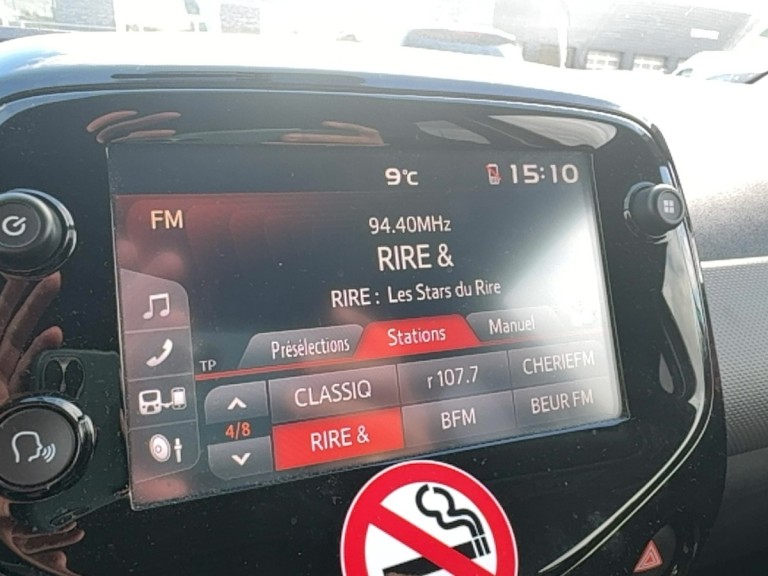 9°C 15:10
FM
94.40MHz
RIRE &
RIRE : Les Stars du Rire
Présélections Stations Manuel
TP
CLASSIQ r 107.7 CHERIEFM
4/8
RIRE & BFM BEUR FM